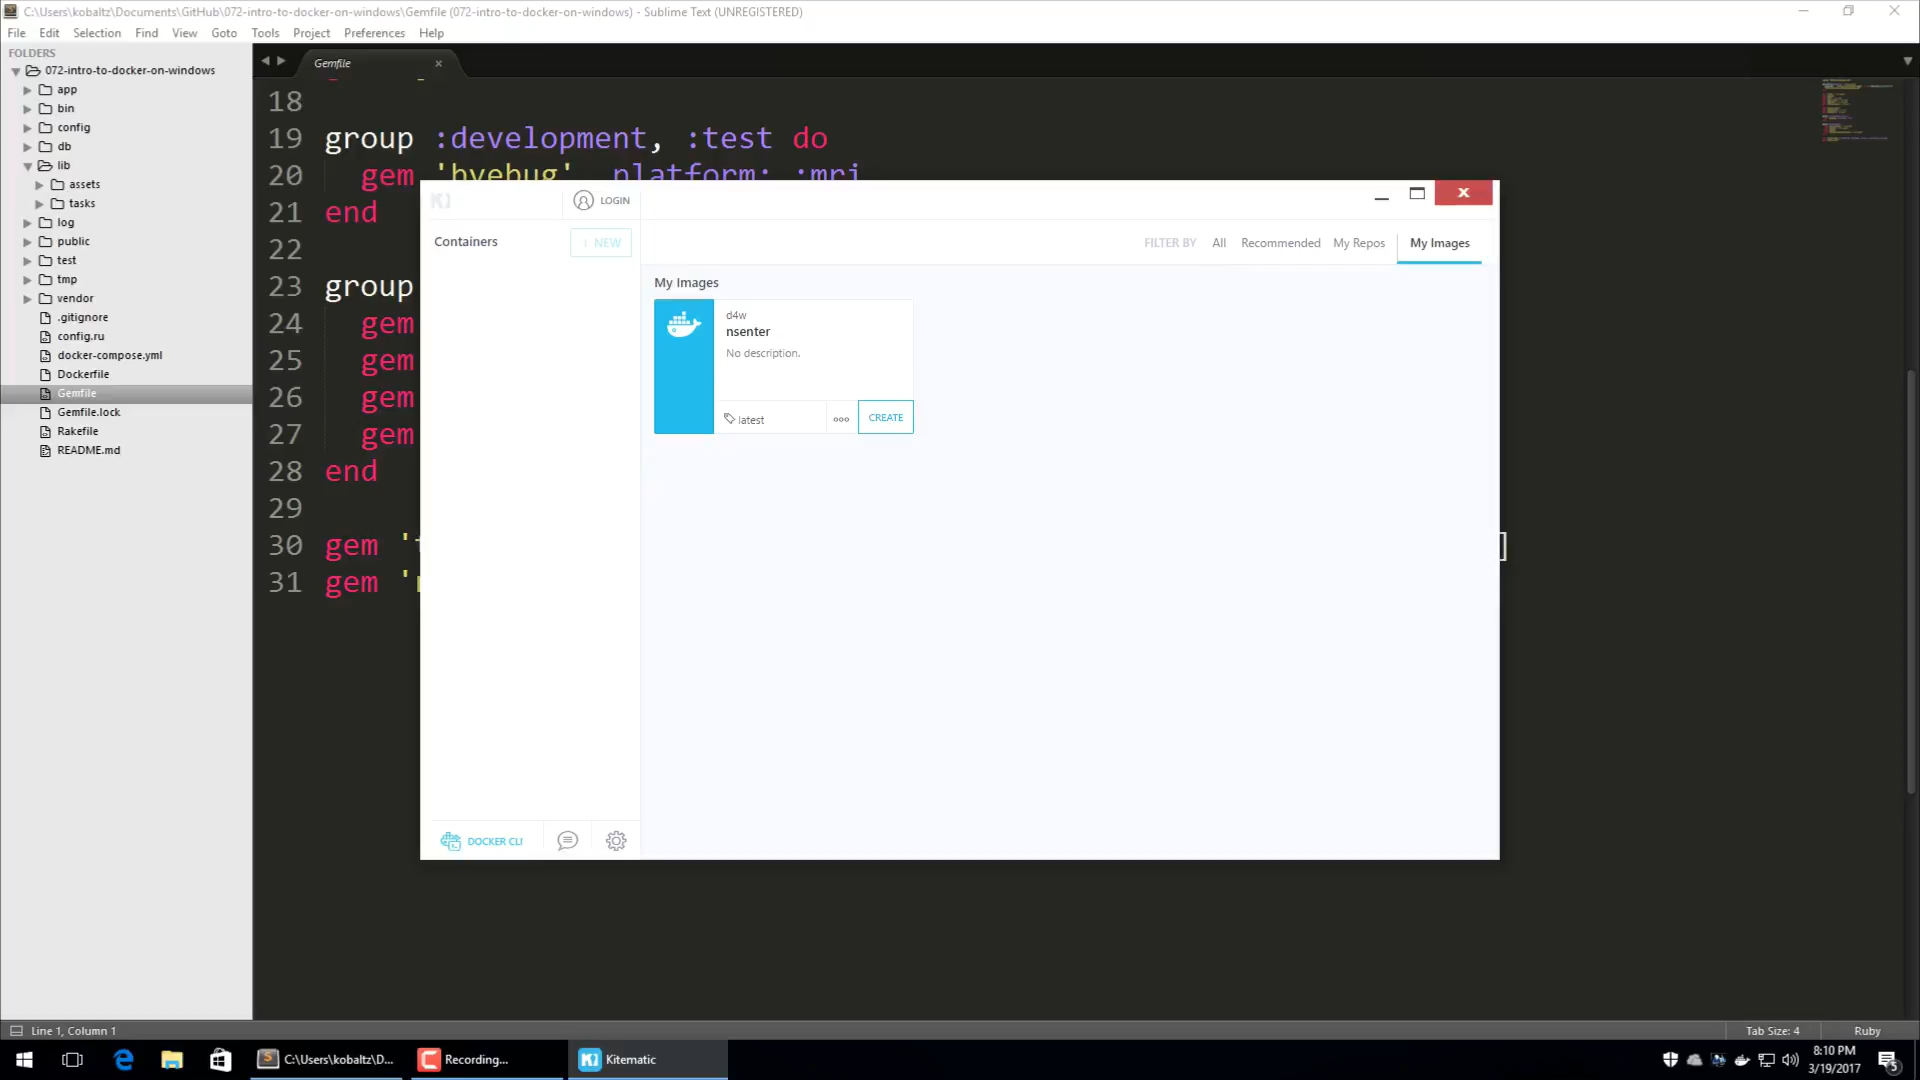 C:\Users\kobaltz\Documents\GitHub\072-intro-to-docker-on-windows\Gemfile (072-intro-to-docker-on-windows) - Sublime Text (UNREGISTERED)
File Edit Selection Find View Goto Tools Project Preferences Help
FOLDERS
072-intro-to-docker-on-windows
app
bin
config
db
lib
assets
tasks
log
public
test
tmp
vendor
.gitignore
config.ru
docker-compose.yml
Dockerfile
Gemfile
Gemfile.lock
Rakefile
README.md
Gemfile
18
19 group :development, :test do
20 gem 'byebug', platform: :mri
21 end
22
23 group
24 gem
25 gem
26 gem
27 gem
28 end
29
30 gem ' ]
31 gem '
LOGIN
Containers
NEW
FILTER BY All Recommended My Repos My Images
My Images
d4w
nsenter
No description.
latest
CREATE
DOCKER CLI
Line 1, Column 1
Tab Size: 4
Ruby
S C:\Users\kobaltz\D...
Recording...
Kitematic
8:10 PM
3/19/2017
5